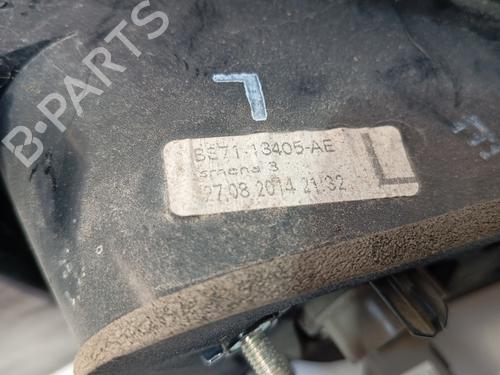 B-PARTS
L
BS71-13405-AE
smena 3
27.08.2014 21:32
L